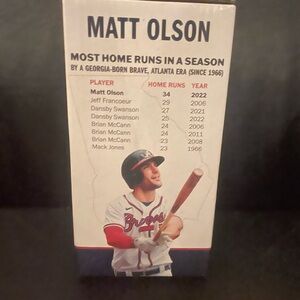 MATT OLSON
MOST HOME RUNS IN A SEASON
BY A GEORGIA-BORN BRAVE, ATLANTA ERA (SINCE 1966)
PLAYER HOME RUNS YEAR
Matt Olson 34 2022
Jeff Francoeur 29 2006
Dansby Swanson 27 2021
Dansby Swanson 25 2022
Brian McCann 24 2006
Brian McCann 24 2011
Brian McCann 23 2008
Mack Jones 23 1966
Braves